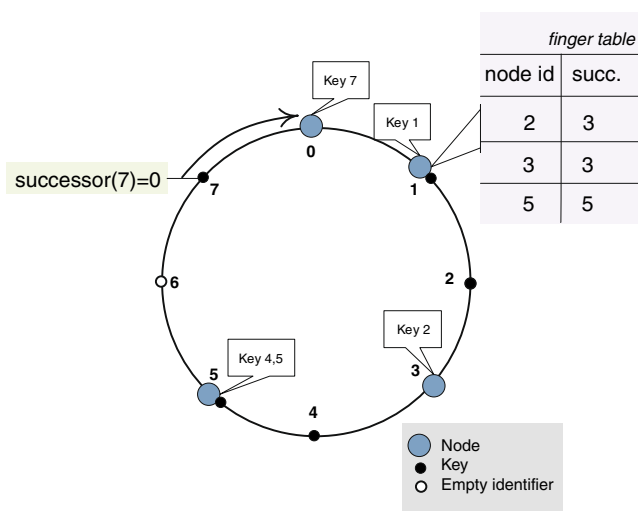 finger table
node id succ.
2 3
3 3
5 5
Key 7
Key 1
0
1
successor(7)=0
7
6
2
Key 2
3
5
Key 4,5
4
Node
Key
Empty identifier